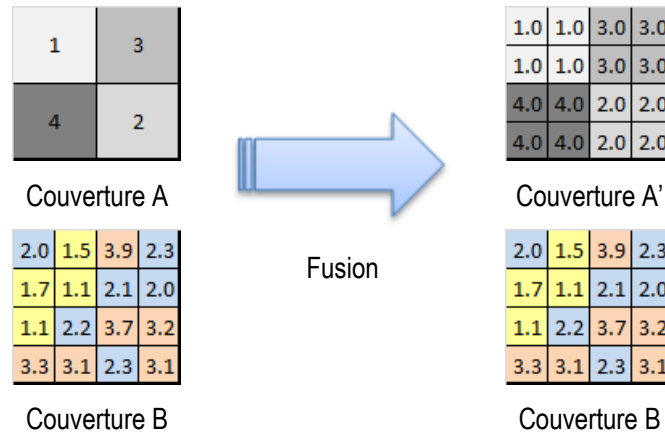 1 3
4 2
Couverture A
2.0 1.5 3.9 2.3
1.7 1.1 2.1 2.0
1.1 2.2 3.7 3.2
3.3 3.1 2.3 3.1
Couverture B
Fusion
1.0 1.0 3.0 3.0
1.0 1.0 3.0 3.0
4.0 4.0 2.0 2.0
4.0 4.0 2.0 2.0
Couverture A’
2.0 1.5 3.9 2.3
1.7 1.1 2.1 2.0
1.1 2.2 3.7 3.2
3.3 3.1 2.3 3.1
Couverture B